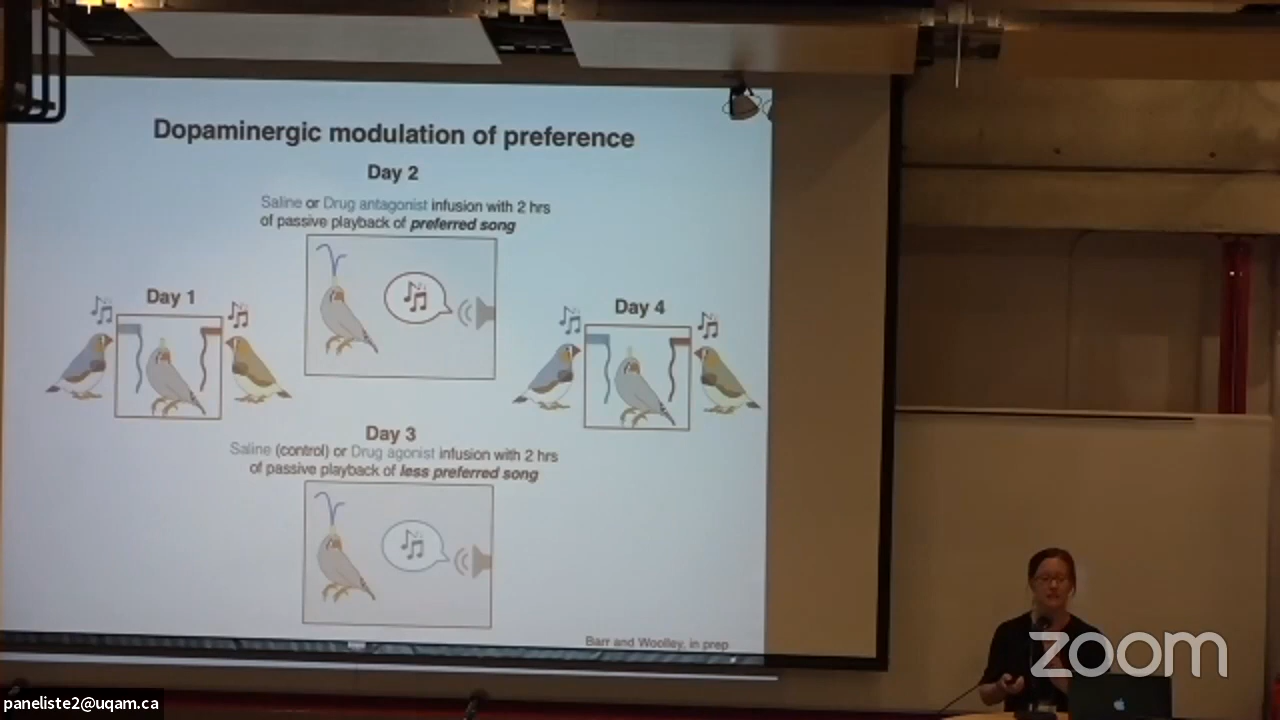 Dopaminergic modulation of preference
Day 2
Saline or Drug antagonist infusion with 2 hrs
of passive playback of preferred song
Day 1
Day 4
Day 3
Saline (control) or Drug agonist infusion with 2 hrs
of passive playback of less preferred song
Barr and Woolley, in prep
zoom
paneliste2@uqam.ca